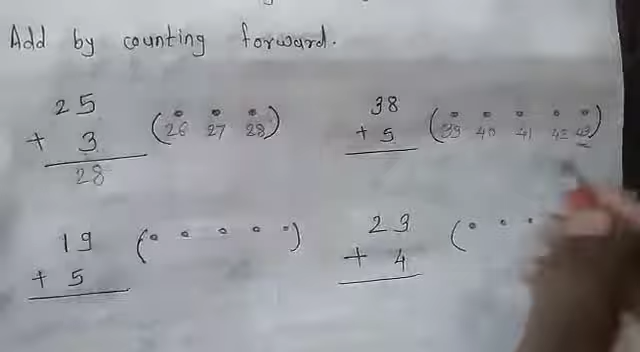 Add by counting forward.
25
+ 3 (26 27 28)
28
38
+ 5 (39 40 41 42 43)
19
+ 5 ( )
29
+ 4 (